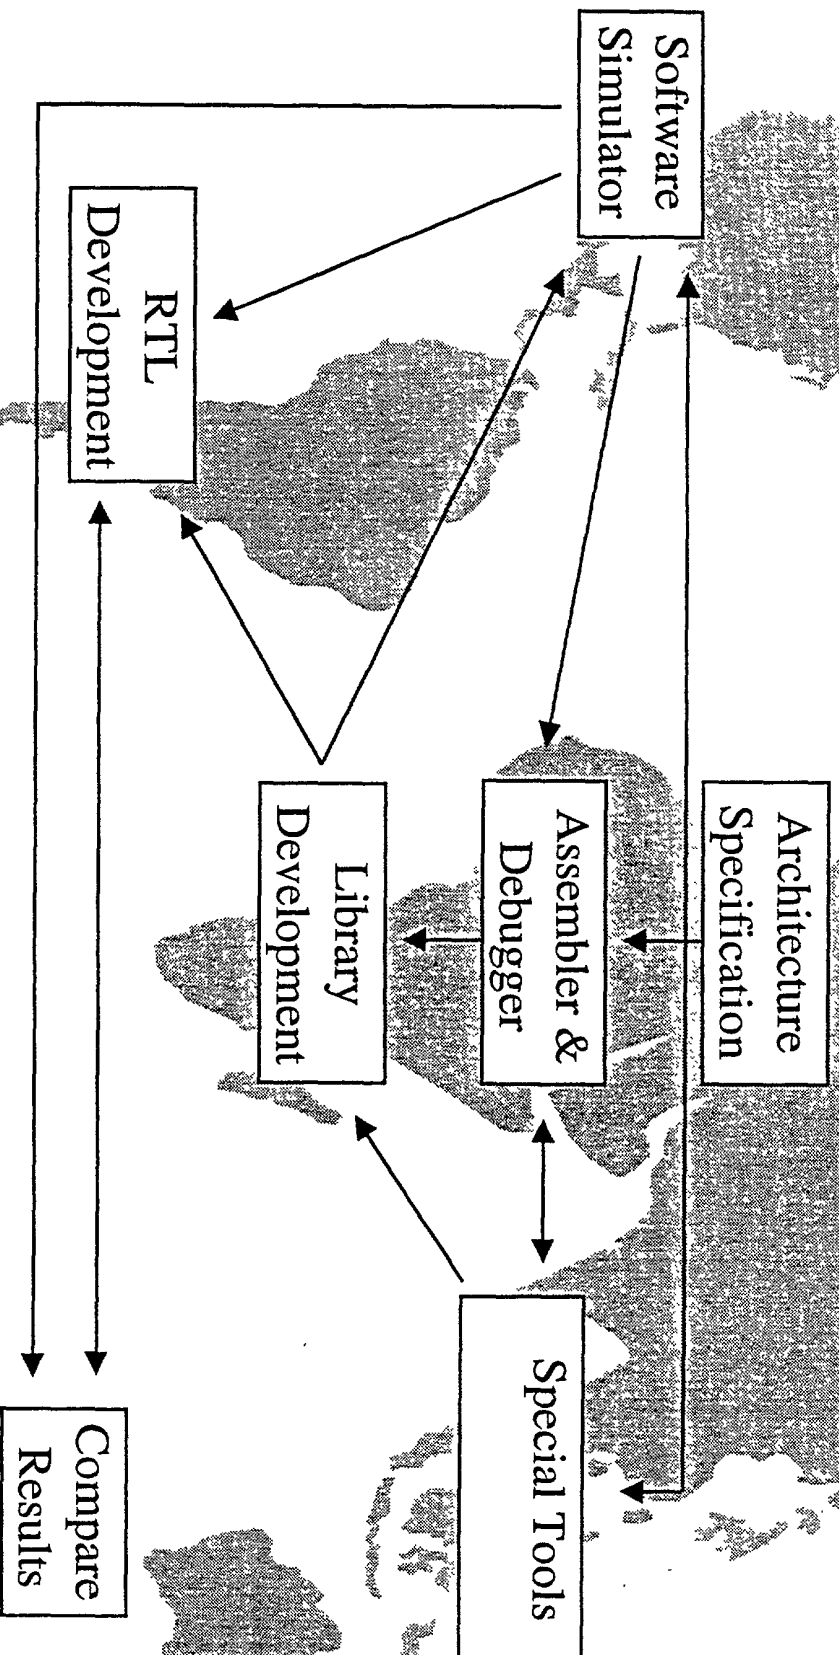 Architecture
Specification
Software
Simulator
Assembler &
Debugger
Special Tools
Library
Development
RTL
Development
Compare
Results